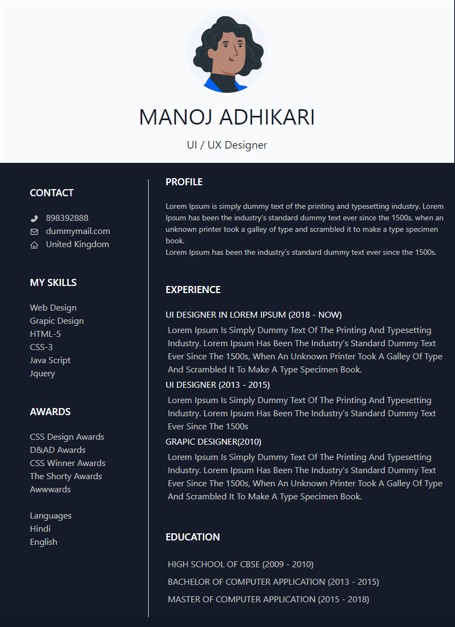 MANOJ ADHIKARI
UI / UX Designer
CONTACT
898392888
dummymail.com
United Kingdom
MY SKILLS
Web Design
Grapic Design
HTML-5
CSS-3
Java Script
Jquery
AWARDS
CSS Design Awards
D&AD Awards
CSS Winner Awards
The Shorty Awards
Awwwards
Languages
Hindi
English
PROFILE
Lorem Ipsum is simply dummy text of the printing and typesetting industry. Lorem
Ipsum has been the industry's standard dummy text ever since the 1500s, when an
unknown printer took a galley of type and scrambled it to make a type specimen
book.
Lorem Ipsum has been the industry's standard dummy text ever since the 1500s.
EXPERIENCE
UI DESIGNER IN LOREM IPSUM (2018 - NOW)
Lorem Ipsum Is Simply Dummy Text Of The Printing And Typesetting
Industry. Lorem Ipsum Has Been The Industry's Standard Dummy Text
Ever Since The 1500s, When An Unknown Printer Took A Galley Of Type
And Scrambled It To Make A Type Specimen Book.
UI DESIGNER (2013 - 2015)
Lorem Ipsum Is Simply Dummy Text Of The Printing And Typesetting
Industry. Lorem Ipsum Has Been The Industry's Standard Dummy Text
Ever Since The 1500s
GRAPIC DESIGNER(2010)
Lorem Ipsum Is Simply Dummy Text Of The Printing And Typesetting
Industry. Lorem Ipsum Has Been The Industry's Standard Dummy Text
Ever Since The 1500s, When An Unknown Printer Took A Galley Of Type
And Scrambled It To Make A Type Specimen Book.
EDUCATION
HIGH SCHOOL OF CBSE (2009 - 2010)
BACHELOR OF COMPUTER APPLICATION (2013 - 2015)
MASTER OF COMPUTER APPLICATION (2015 - 2018)